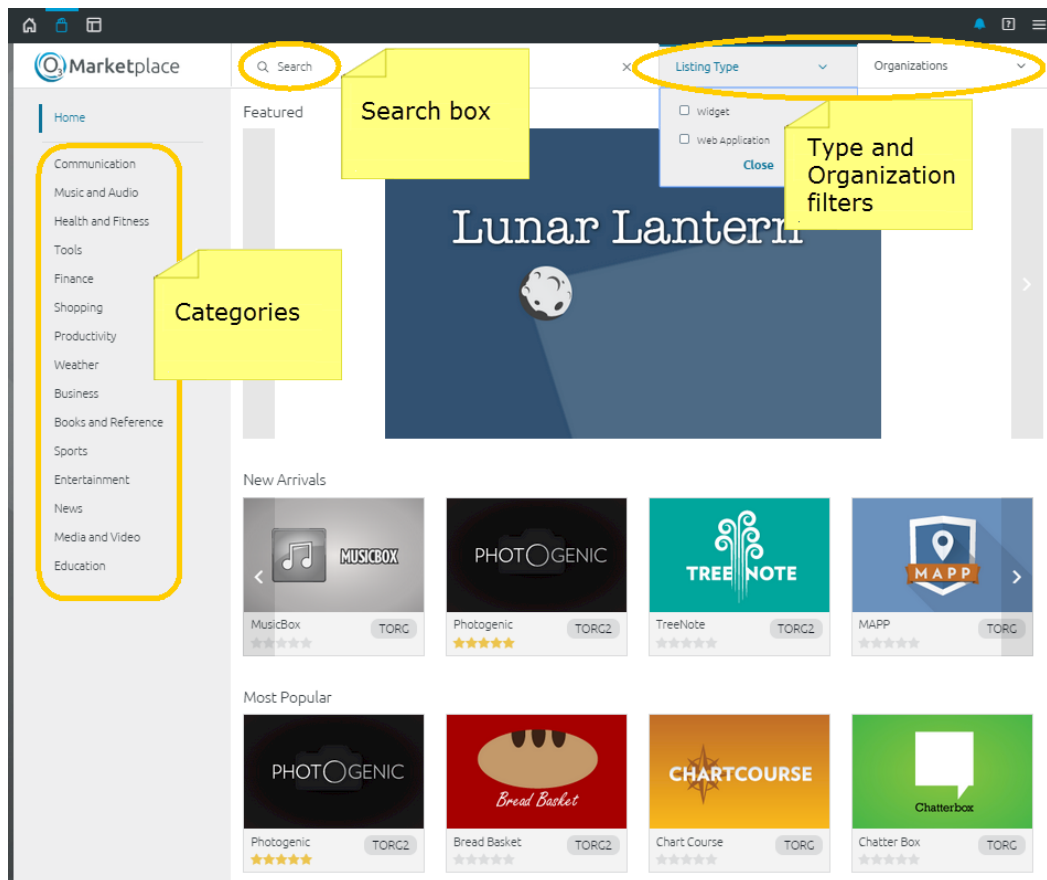 O3 Marketplace
Search
×
Listing Type
Organizations
Widget
Web Application
Close
Search box
Type and
Organization
filters
Home
Communication
Music and Audio
Health and Fitness
Tools
Finance
Shopping
Productivity
Weather
Business
Books and Reference
Sports
Entertainment
News
Media and Video
Education
Categories
Featured
Lunar Lantern
New Arrivals
MUSICBOX
PHOTOGENIC
TREE NOTE
MAPP
MusicBox TORG
Photogenic TORG2
TreeNote TORG2
MAPP TORG
Most Popular
PHOTOGENIC
Bread Basket
CHARTCOURSE
Chatterbox
Photogenic TORG2
Bread Basket TORG2
Chart Course TORG
Chatter Box TORG